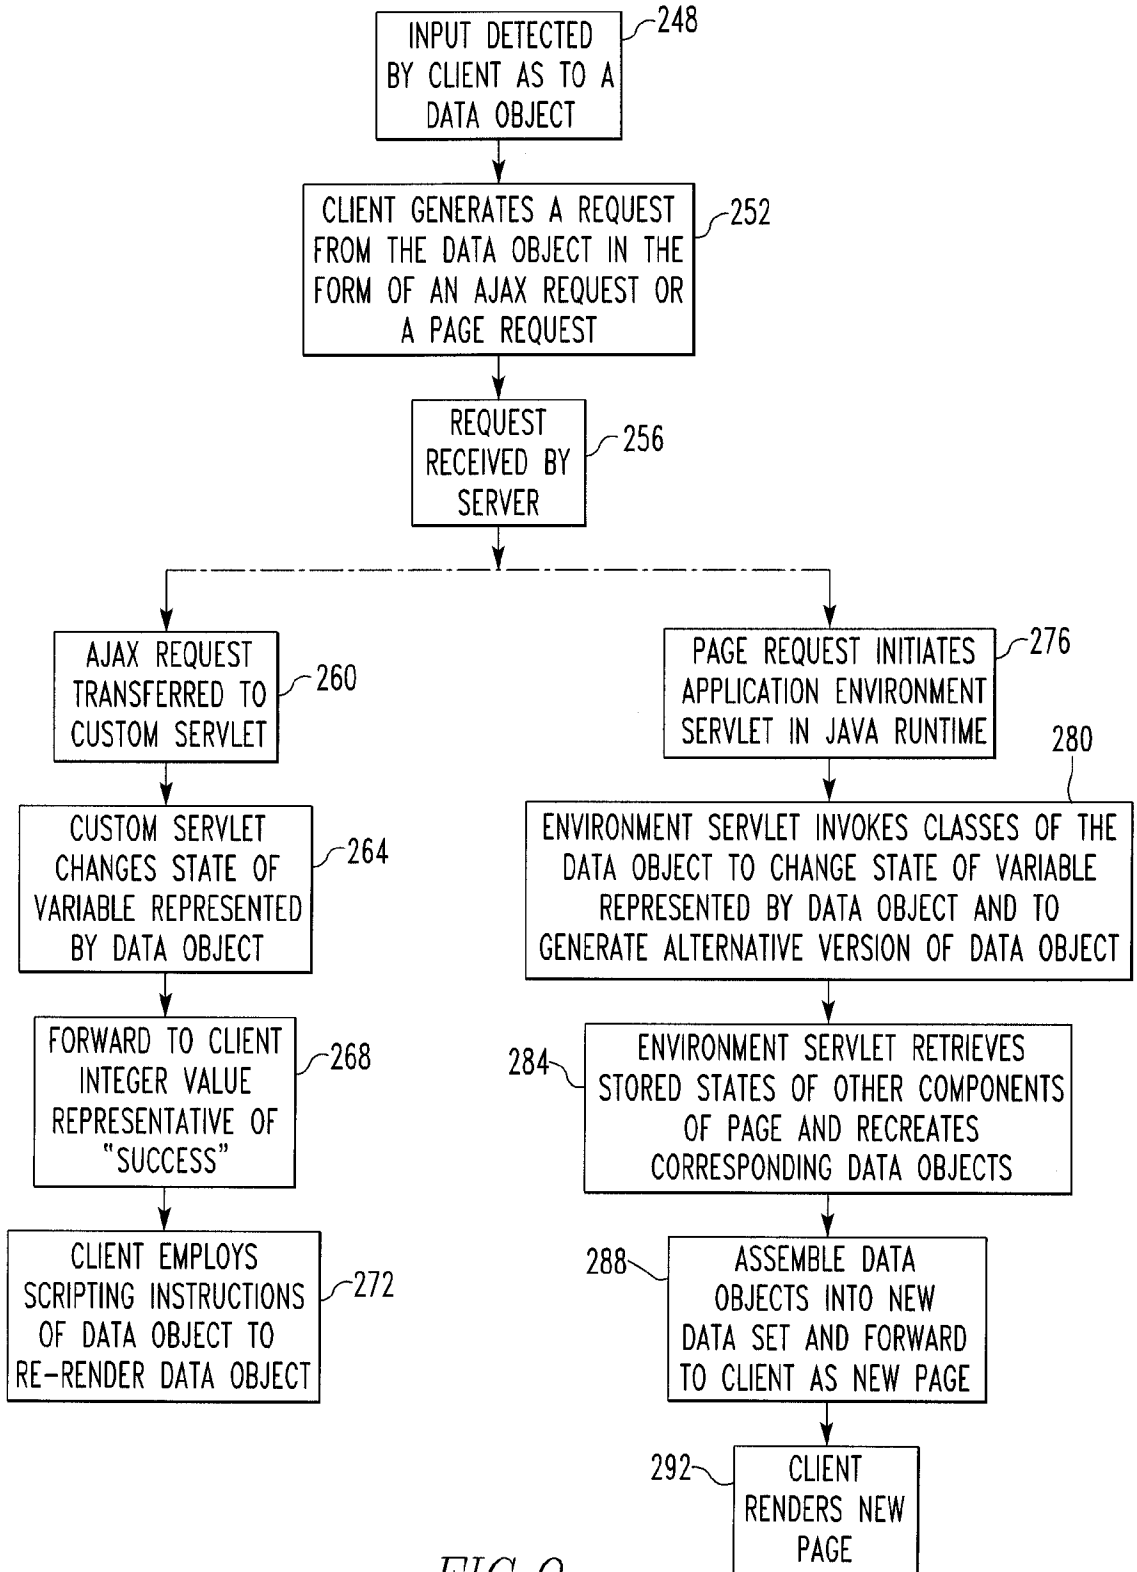 INPUT DETECTED
BY CLIENT AS TO A
DATA OBJECT
248
CLIENT GENERATES A REQUEST
FROM THE DATA OBJECT IN THE
FORM OF AN AJAX REQUEST OR
A PAGE REQUEST
252
REQUEST
RECEIVED BY
SERVER
256
AJAX REQUEST
TRANSFERRED TO
CUSTOM SERVLET
260
CUSTOM SERVLET
CHANGES STATE OF
VARIABLE REPRESENTED
BY DATA OBJECT
264
FORWARD TO CLIENT
INTEGER VALUE
REPRESENTATIVE OF
"SUCCESS"
268
CLIENT EMPLOYS
SCRIPTING INSTRUCTIONS
OF DATA OBJECT TO
RE-RENDER DATA OBJECT
272
PAGE REQUEST INITIATES
APPLICATION ENVIRONMENT
SERVLET IN JAVA RUNTIME
276
280
ENVIRONMENT SERVLET INVOKES CLASSES OF THE
DATA OBJECT TO CHANGE STATE OF VARIABLE
REPRESENTED BY DATA OBJECT AND TO
GENERATE ALTERNATIVE VERSION OF DATA OBJECT
284
ENVIRONMENT SERVLET RETRIEVES
STORED STATES OF OTHER COMPONENTS
OF PAGE AND RECREATES
CORRESPONDING DATA OBJECTS
288
ASSEMBLE DATA
OBJECTS INTO NEW
DATA SET AND FORWARD
TO CLIENT AS NEW PAGE
292
CLIENT
RENDERS NEW
PAGE